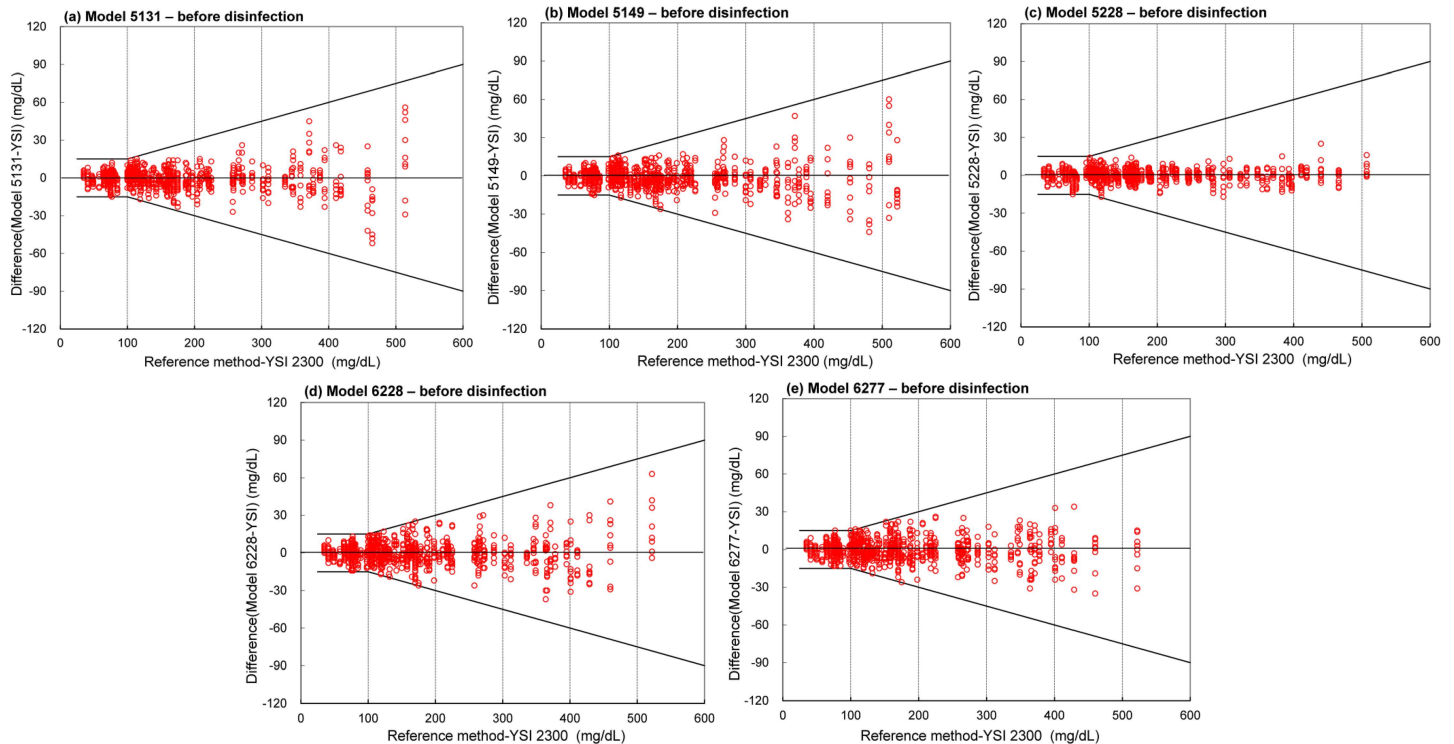 (a) Model 5131 – before disinfection
Difference(Model 5131-YSI) (mg/dL)
120
90
60
30
0
-30
-60
-90
-120
0 100 200 300 400 500 600
Reference method-YSI 2300 (mg/dL)
(b) Model 5149 – before disinfection
Difference(Model 5149-YSI) (mg/dL)
120
90
60
30
0
-30
-60
-90
-120
0 100 200 300 400 500 600
Reference method-YSI 2300 (mg/dL)
(c) Model 5228 – before disinfection
Difference(Model 5228-YSI) (mg/dL)
120
90
60
30
0
-30
-60
-90
-120
0 100 200 300 400 500 600
Reference method-YSI 2300 (mg/dL)
(d) Model 6228 – before disinfection
Difference(Model 6228-YSI) (mg/dL)
120
90
60
30
0
-30
-60
-90
-120
0 100 200 300 400 500 600
Reference method-YSI 2300 (mg/dL)
(e) Model 6277 – before disinfection
Difference(Model 6277-YSI) (mg/dL)
120
90
60
30
0
-30
-60
-90
-120
0 100 200 300 400 500 600
Reference method-YSI 2300 (mg/dL)